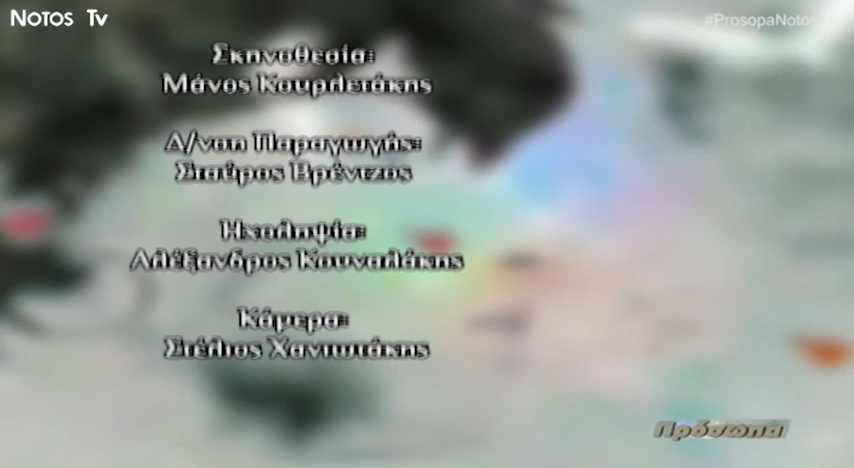 NOTOS TV
#ProsopaNotos
Σκηνοθεσία:
Μάνος Κουρλετάκης
Δ/νση Παραγωγής:
Σταύρος Βρέντζος
Ηχοληψία:
Αλέξανδρος Κουναλάκης
Κάμερα:
Στέλιος Χανιωτάκης
Πρόσωπα